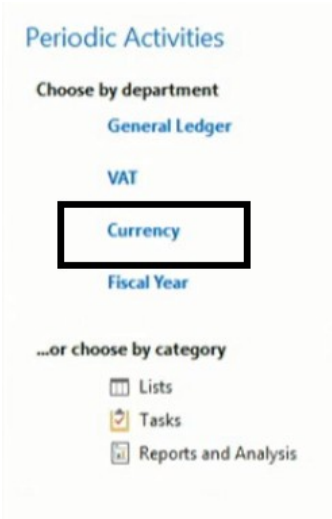 Periodic Activities
Choose by department
General Ledger
VAT
Currency
Fiscal Year
...or choose by category
Lists
Tasks
Reports and Analysis